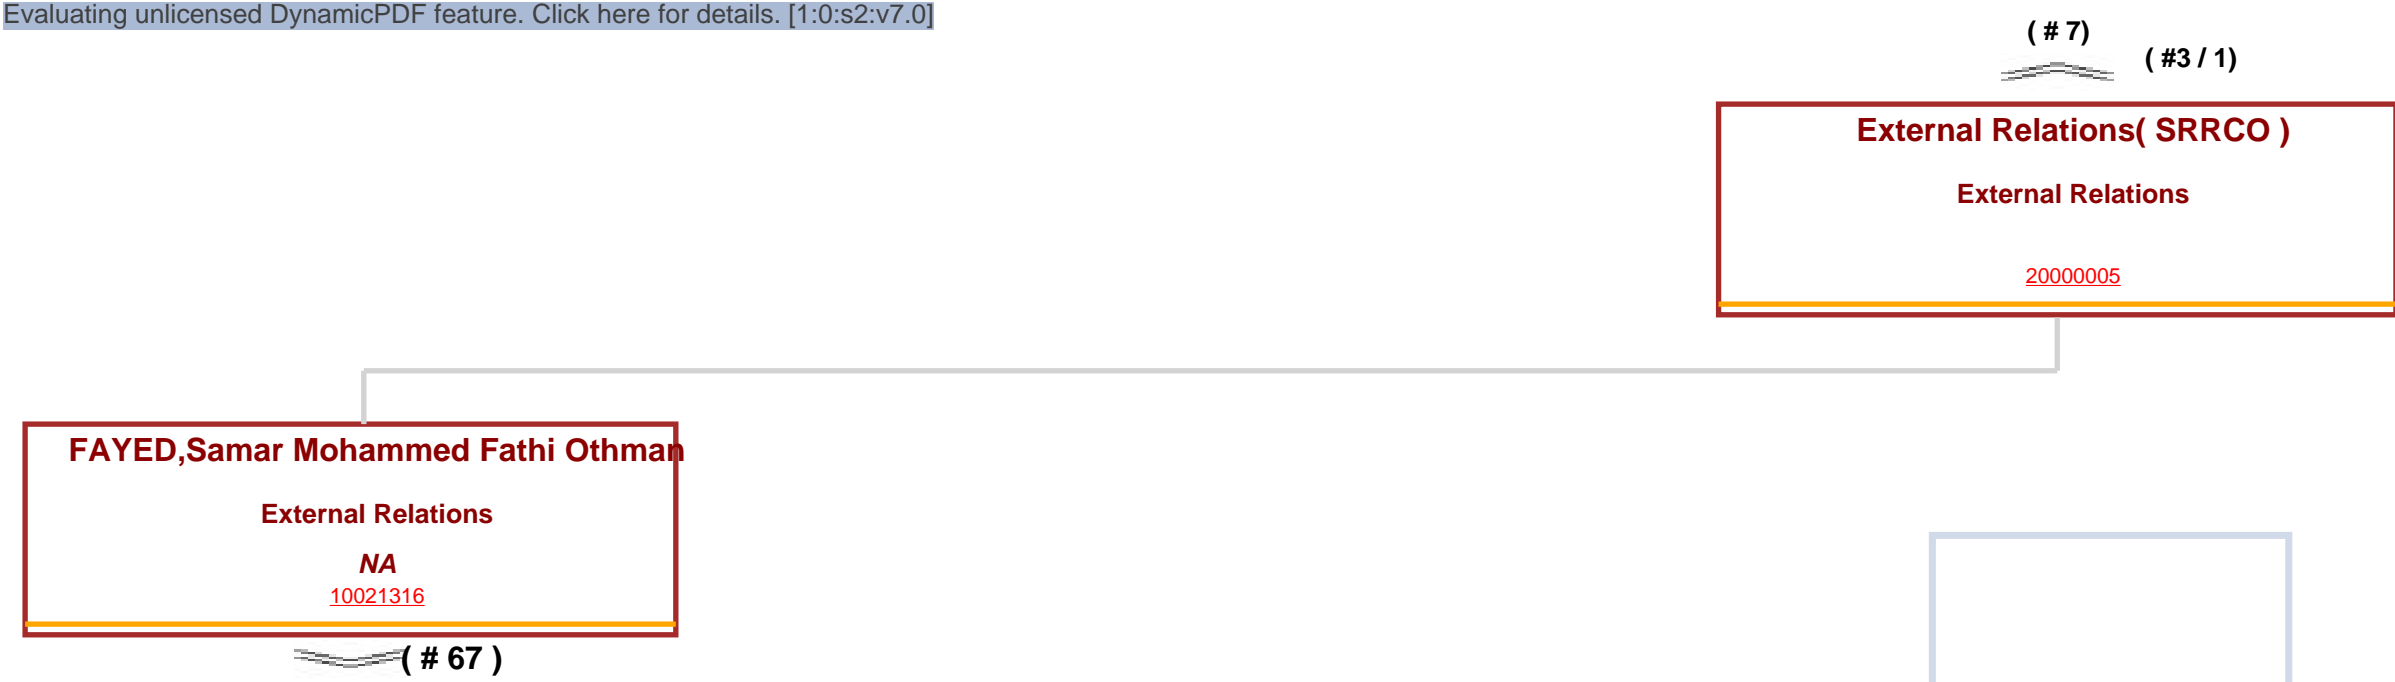 Evaluating unlicensed DynamicPDF feature. Click here for details. [1:0:s2:v7.0]
( # 7)
( #3 / 1)
External Relations( SRRCO )
External Relations
20000005
FAYED,Samar Mohammed Fathi Othman
External Relations
NA
10021316
( # 67 )